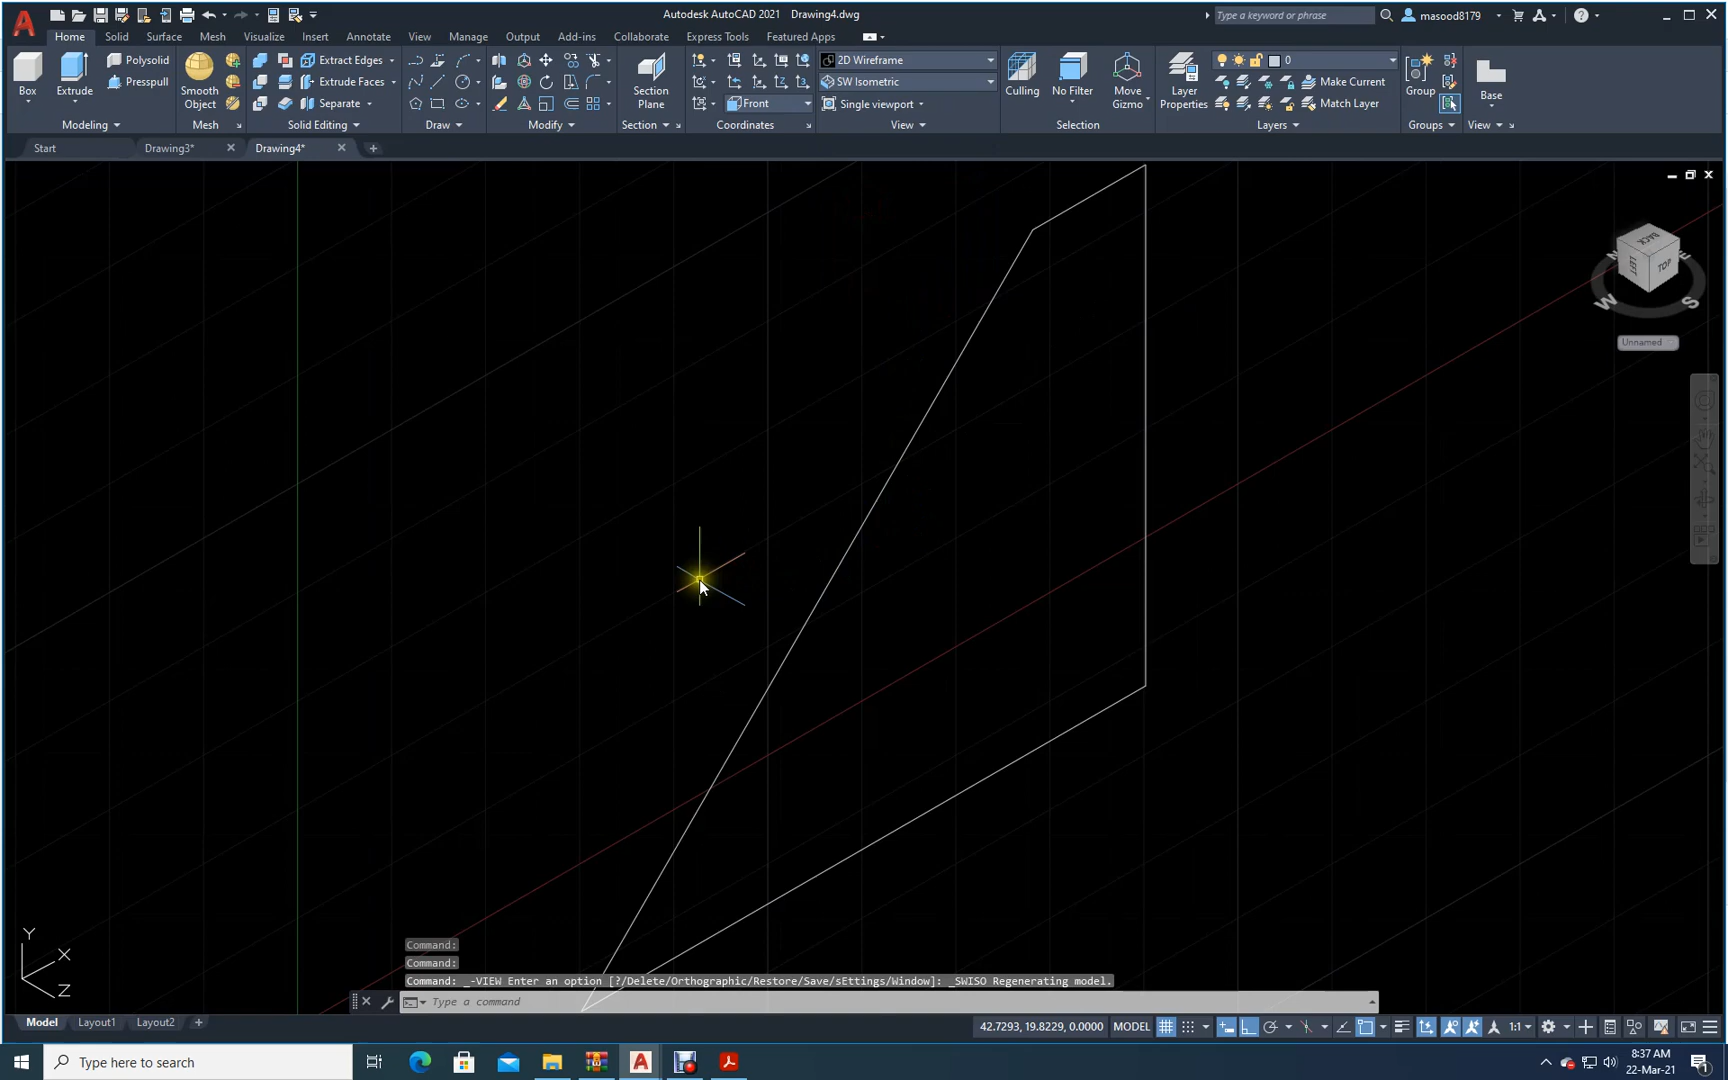 Autodesk AutoCAD 2021 Drawing4.dwg
Type a keyword or phrase
masood8179
Home Solid Surface Mesh Visualize Insert Annotate View Manage Output Add-ins Collaborate Express Tools Featured Apps
Polysolid
Presspull
Box
Extrude
Modeling
Smooth
Object
Mesh
Extract Edges
Extrude Faces
Separate
Solid Editing
Draw
Modify
Section
Plane
Section
Front
Coordinates
2D Wireframe
SW Isometric
Single viewport
View
Culling
No Filter
Move
Gizmo
Selection
Layer
Properties
0
Make Current
Match Layer
Layers
Group
Groups
Base
View
Start
Drawing3*
Drawing4*
BACK
LEFT
TOP
N
E
W
S
Unnamed
Y
X
Z
Command:
Command:
Command: _-VIEW Enter an option [?/Delete/Orthographic/Restore/Save/sEttings/Window]: _SWISO Regenerating model.
Type a command
Model
Layout1
Layout2
42.7293, 19.8229, 0.0000
MODEL
1:1
Type here to search
8:37 AM
22-Mar-21
1